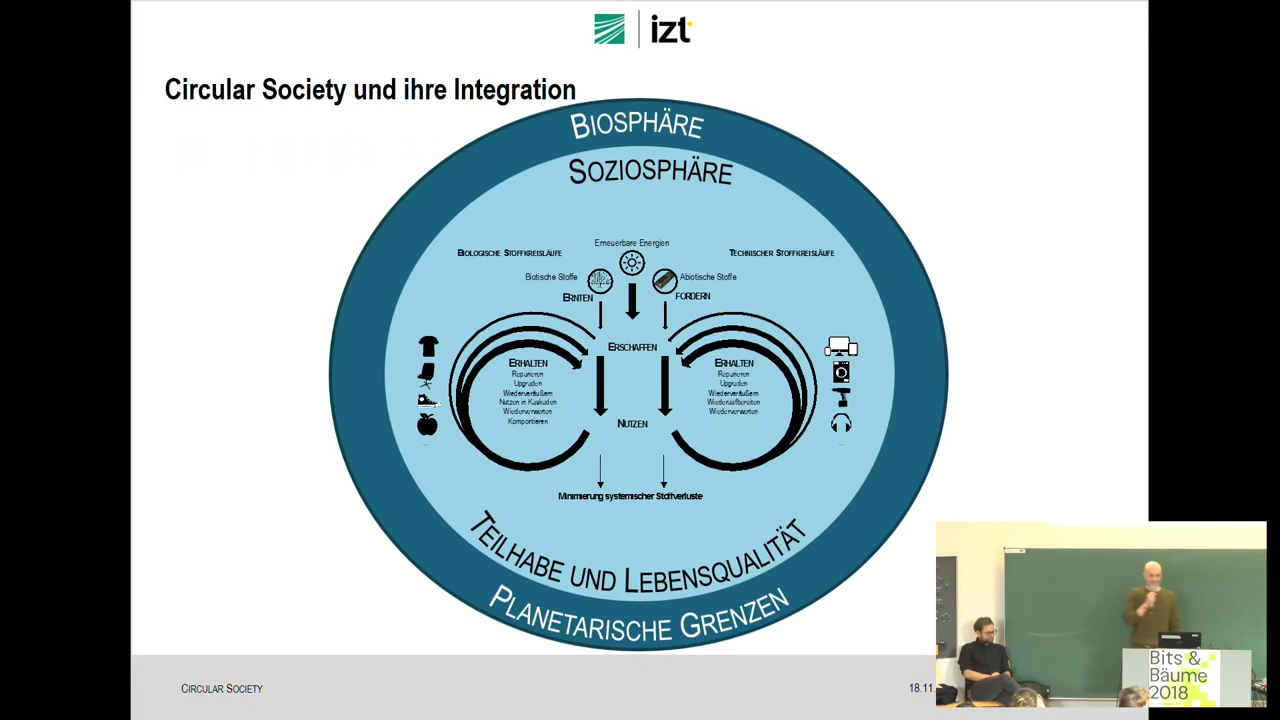 izt
Circular Society und ihre Integration
BIOSPHÄRE
SOZIOSPHÄRE
Erneuerbare Energien
BIOLOGISCHE STOFFKREISLÄUFE
TECHNISCHER STOFFKREISLÄUFE
Biotische Stoffe
Abiotische Stoffe
ERNTEN
FÖRDERN
ERSCHAFFEN
ERHALTEN
Reparieren
Upgraden
Wiederveräußern
Nutzen in Kaskaden
Wiederverwerten
Kompostieren
ERHALTEN
Reparieren
Upgraden
Wiederveräußern
Wiederaufbereiten
Wiederverwerten
...
...
NUTZEN
Minimierung systemischer Stoffverluste
TEILHABE UND LEBENSQUALITÄT
PLANETARISCHE GRENZEN
CIRCULAR SOCIETY
18.11.
Bits &
Bäume
2018